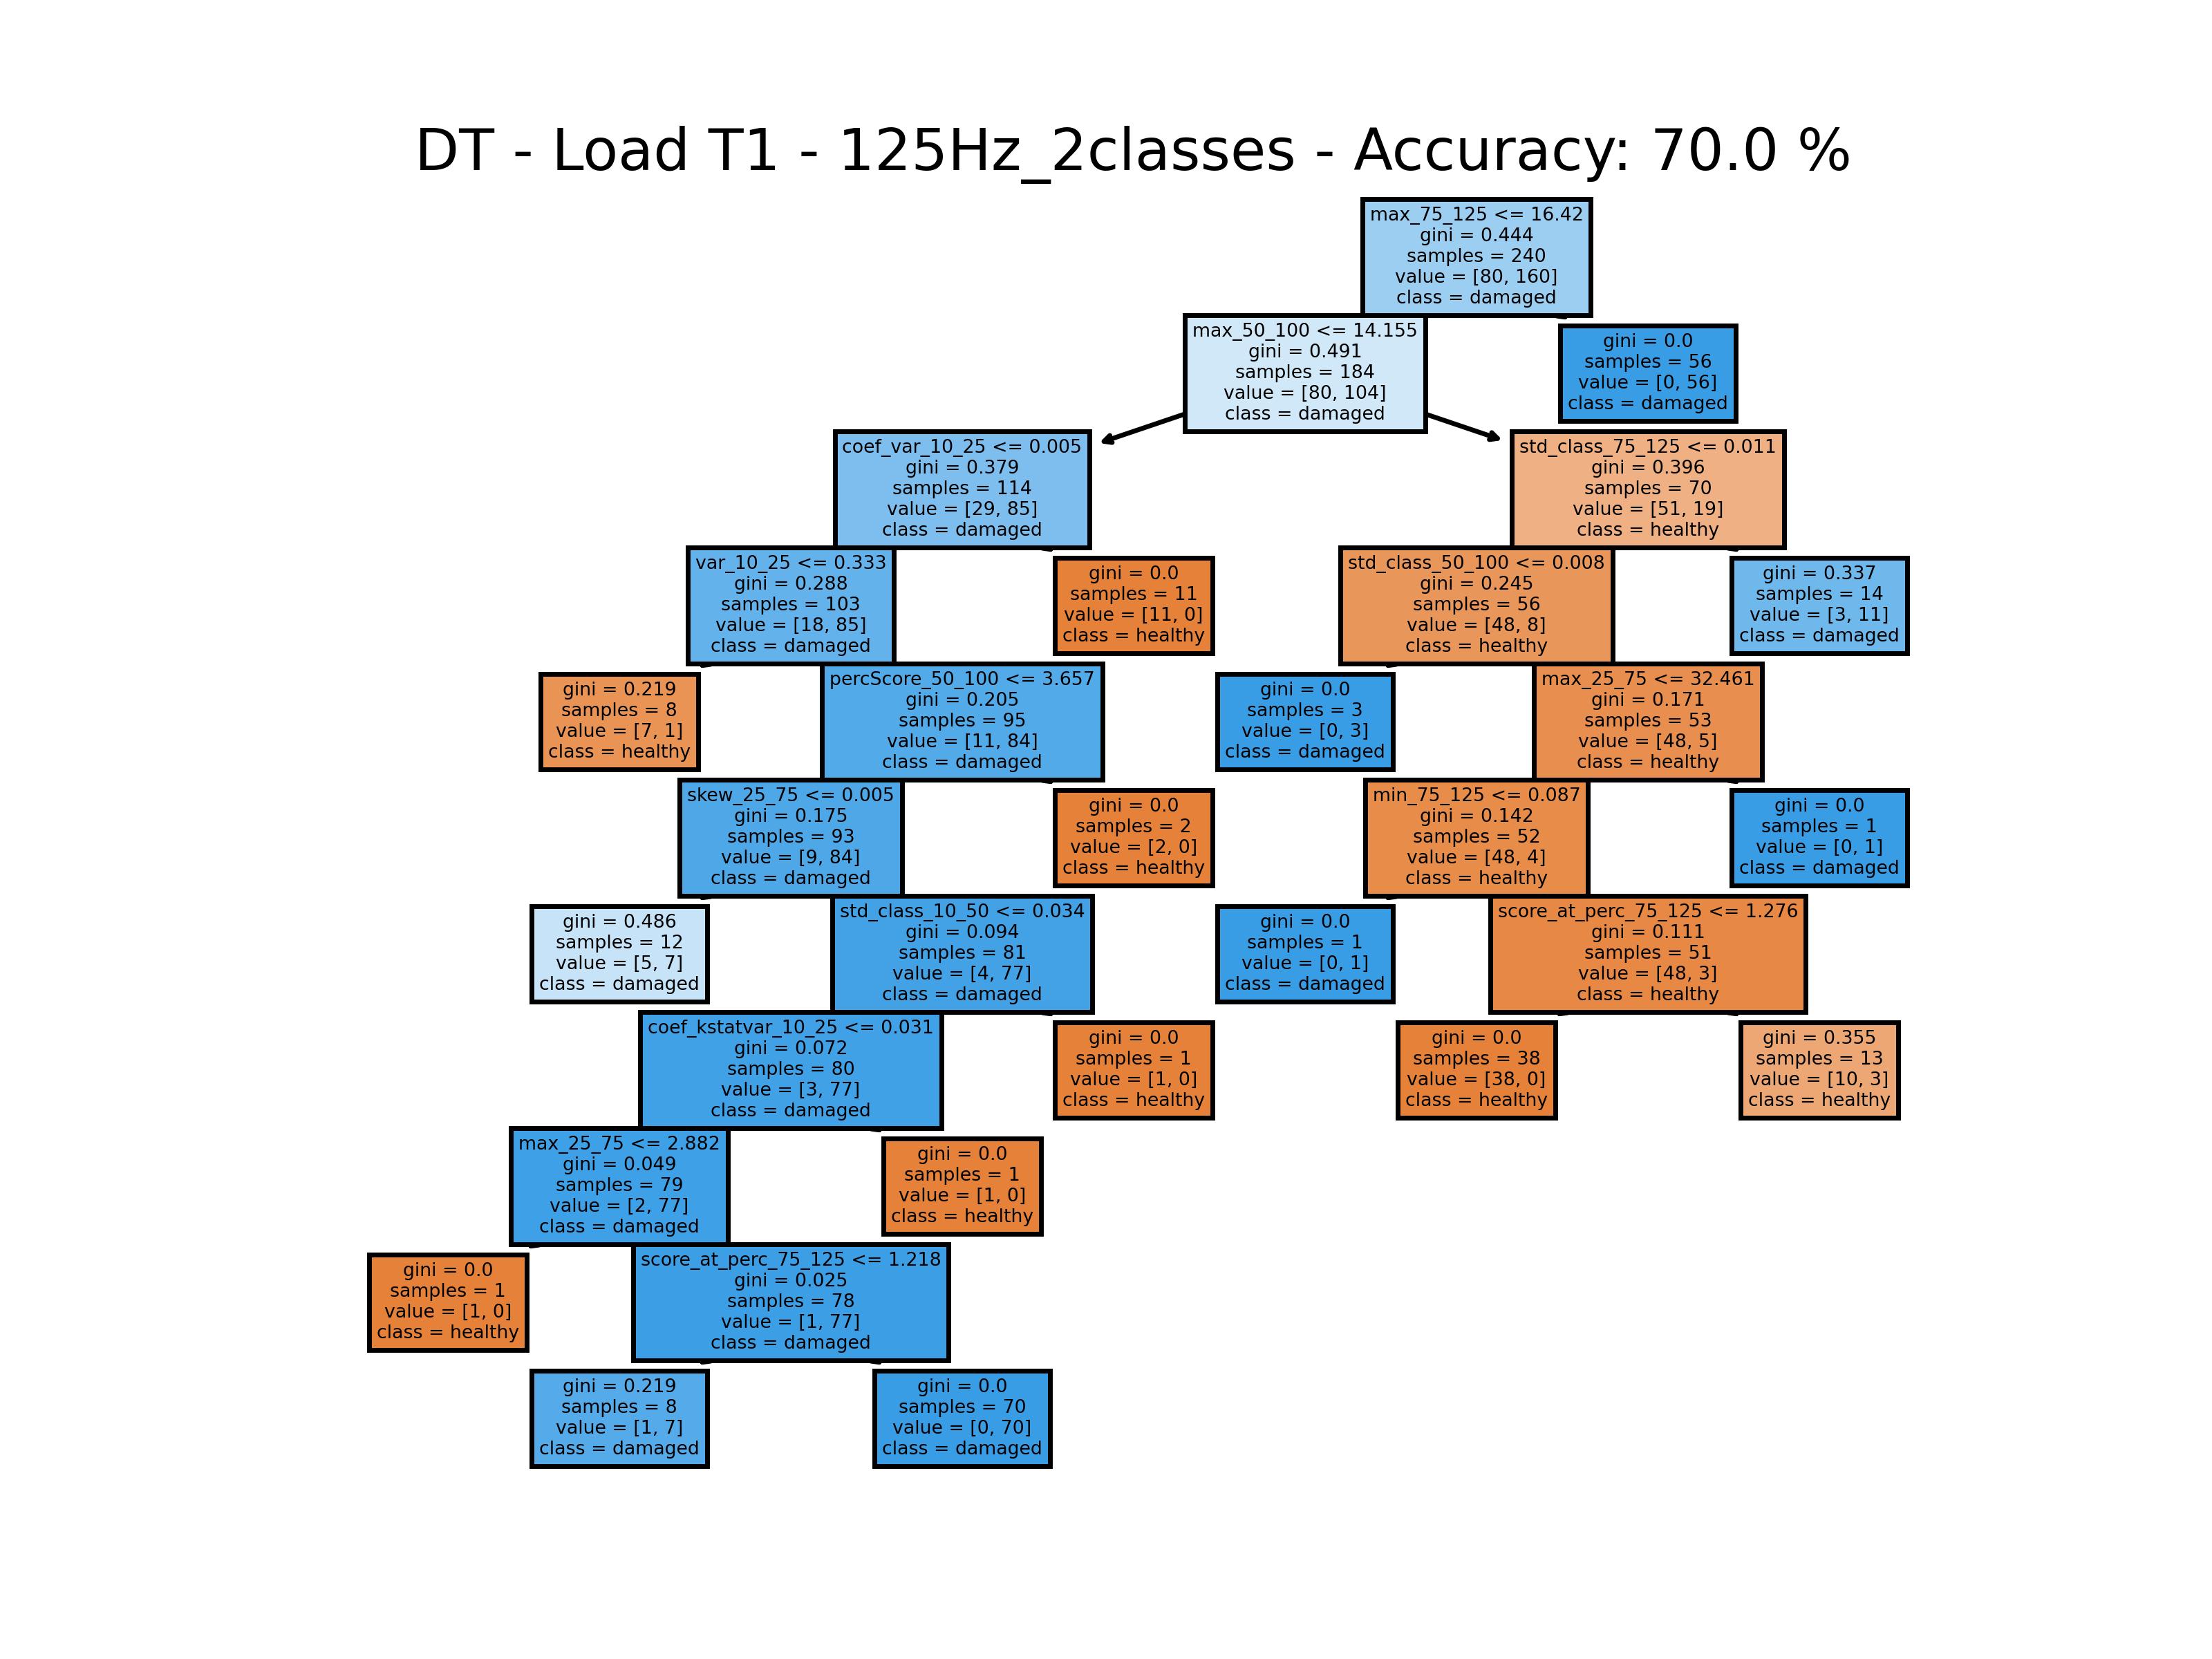 DT - Load T1 - 125Hz_2classes - Accuracy: 70.0 %
max_75_125 <= 16.42
gini = 0.444
samples = 240
value = [80, 160]
class = damaged
max_50_100 <= 14.155
gini = 0.491
samples = 184
value = [80, 104]
class = damaged
gini = 0.0
samples = 56
value = [0, 56]
class = damaged
coef_var_10_25 <= 0.005
gini = 0.379
samples = 114
value = [29, 85]
class = damaged
std_class_75_125 <= 0.011
gini = 0.396
samples = 70
value = [51, 19]
class = healthy
var_10_25 <= 0.333
gini = 0.288
samples = 103
value = [18, 85]
class = damaged
gini = 0.0
samples = 11
value = [11, 0]
class = healthy
std_class_50_100 <= 0.008
gini = 0.245
samples = 56
value = [48, 8]
class = healthy
gini = 0.337
samples = 14
value = [3, 11]
class = damaged
gini = 0.219
samples = 8
value = [7, 1]
class = healthy
percScore_50_100 <= 3.657
gini = 0.205
samples = 95
value = [11, 84]
class = damaged
gini = 0.0
samples = 3
value = [0, 3]
class = damaged
max_25_75 <= 32.461
gini = 0.171
samples = 53
value = [48, 5]
class = healthy
skew_25_75 <= 0.005
gini = 0.175
samples = 93
value = [9, 84]
class = damaged
gini = 0.0
samples = 2
value = [2, 0]
class = healthy
min_75_125 <= 0.087
gini = 0.142
samples = 52
value = [48, 4]
class = healthy
gini = 0.0
samples = 1
value = [0, 1]
class = damaged
gini = 0.486
samples = 12
value = [5, 7]
class = damaged
std_class_10_50 <= 0.034
gini = 0.094
samples = 81
value = [4, 77]
class = damaged
gini = 0.0
samples = 1
value = [0, 1]
class = damaged
score_at_perc_75_125 <= 1.276
gini = 0.111
samples = 51
value = [48, 3]
class = healthy
coef_kstatvar_10_25 <= 0.031
gini = 0.072
samples = 80
value = [3, 77]
class = damaged
gini = 0.0
samples = 1
value = [1, 0]
class = healthy
gini = 0.0
samples = 38
value = [38, 0]
class = healthy
gini = 0.355
samples = 13
value = [10, 3]
class = healthy
max_25_75 <= 2.882
gini = 0.049
samples = 79
value = [2, 77]
class = damaged
gini = 0.0
samples = 1
value = [1, 0]
class = healthy
gini = 0.0
samples = 1
value = [1, 0]
class = healthy
score_at_perc_75_125 <= 1.218
gini = 0.025
samples = 78
value = [1, 77]
class = damaged
gini = 0.219
samples = 8
value = [1, 7]
class = damaged
gini = 0.0
samples = 70
value = [0, 70]
class = damaged